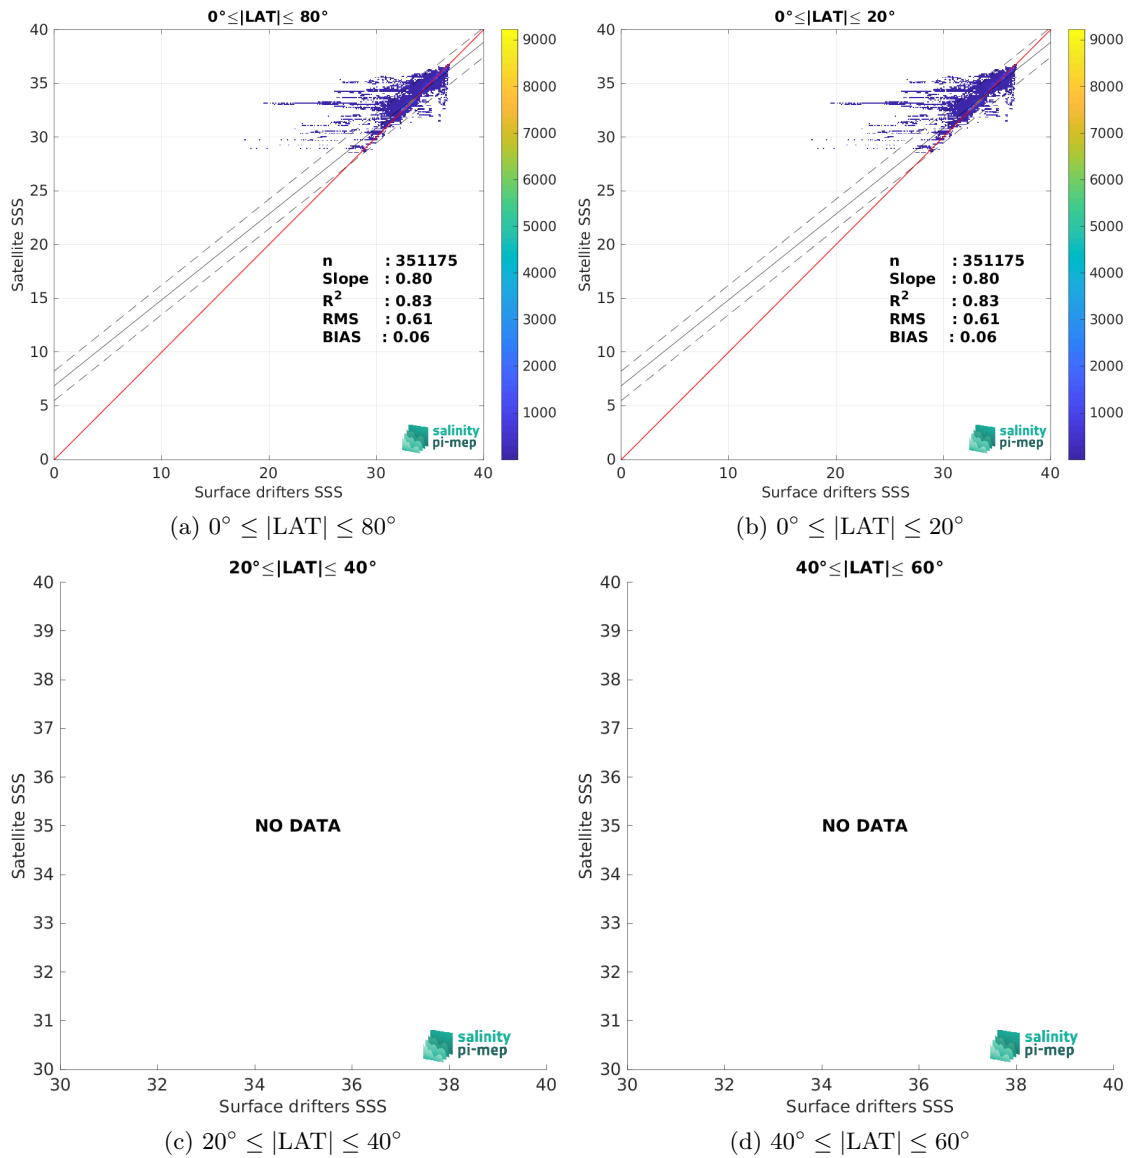 0°≤|LAT|≤ 80°
Satellite SSS
40
35
30
25
20
15
10
5
0
0
10
20
30
40
Surface drifters SSS
n : 351175
Slope : 0.80
R² : 0.83
RMS : 0.61
BIAS : 0.06
salinity
pi-mep
9000
8000
7000
6000
5000
4000
3000
2000
1000
(a) 0° ≤ |LAT| ≤ 80°
0°≤|LAT|≤ 20°
Satellite SSS
40
35
30
25
20
15
10
5
0
0
10
20
30
40
Surface drifters SSS
n : 351175
Slope : 0.80
R² : 0.83
RMS : 0.61
BIAS : 0.06
salinity
pi-mep
9000
8000
7000
6000
5000
4000
3000
2000
1000
(b) 0° ≤ |LAT| ≤ 20°
20°≤|LAT|≤ 40°
Satellite SSS
40
39
38
37
36
35
34
33
32
31
30
NO DATA
salinity
pi-mep
30
32
34
36
38
40
Surface drifters SSS
(c) 20° ≤ |LAT| ≤ 40°
40°≤|LAT|≤ 60°
Satellite SSS
40
39
38
37
36
35
34
33
32
31
30
NO DATA
salinity
pi-mep
30
32
34
36
38
40
Surface drifters SSS
(d) 40° ≤ |LAT| ≤ 60°